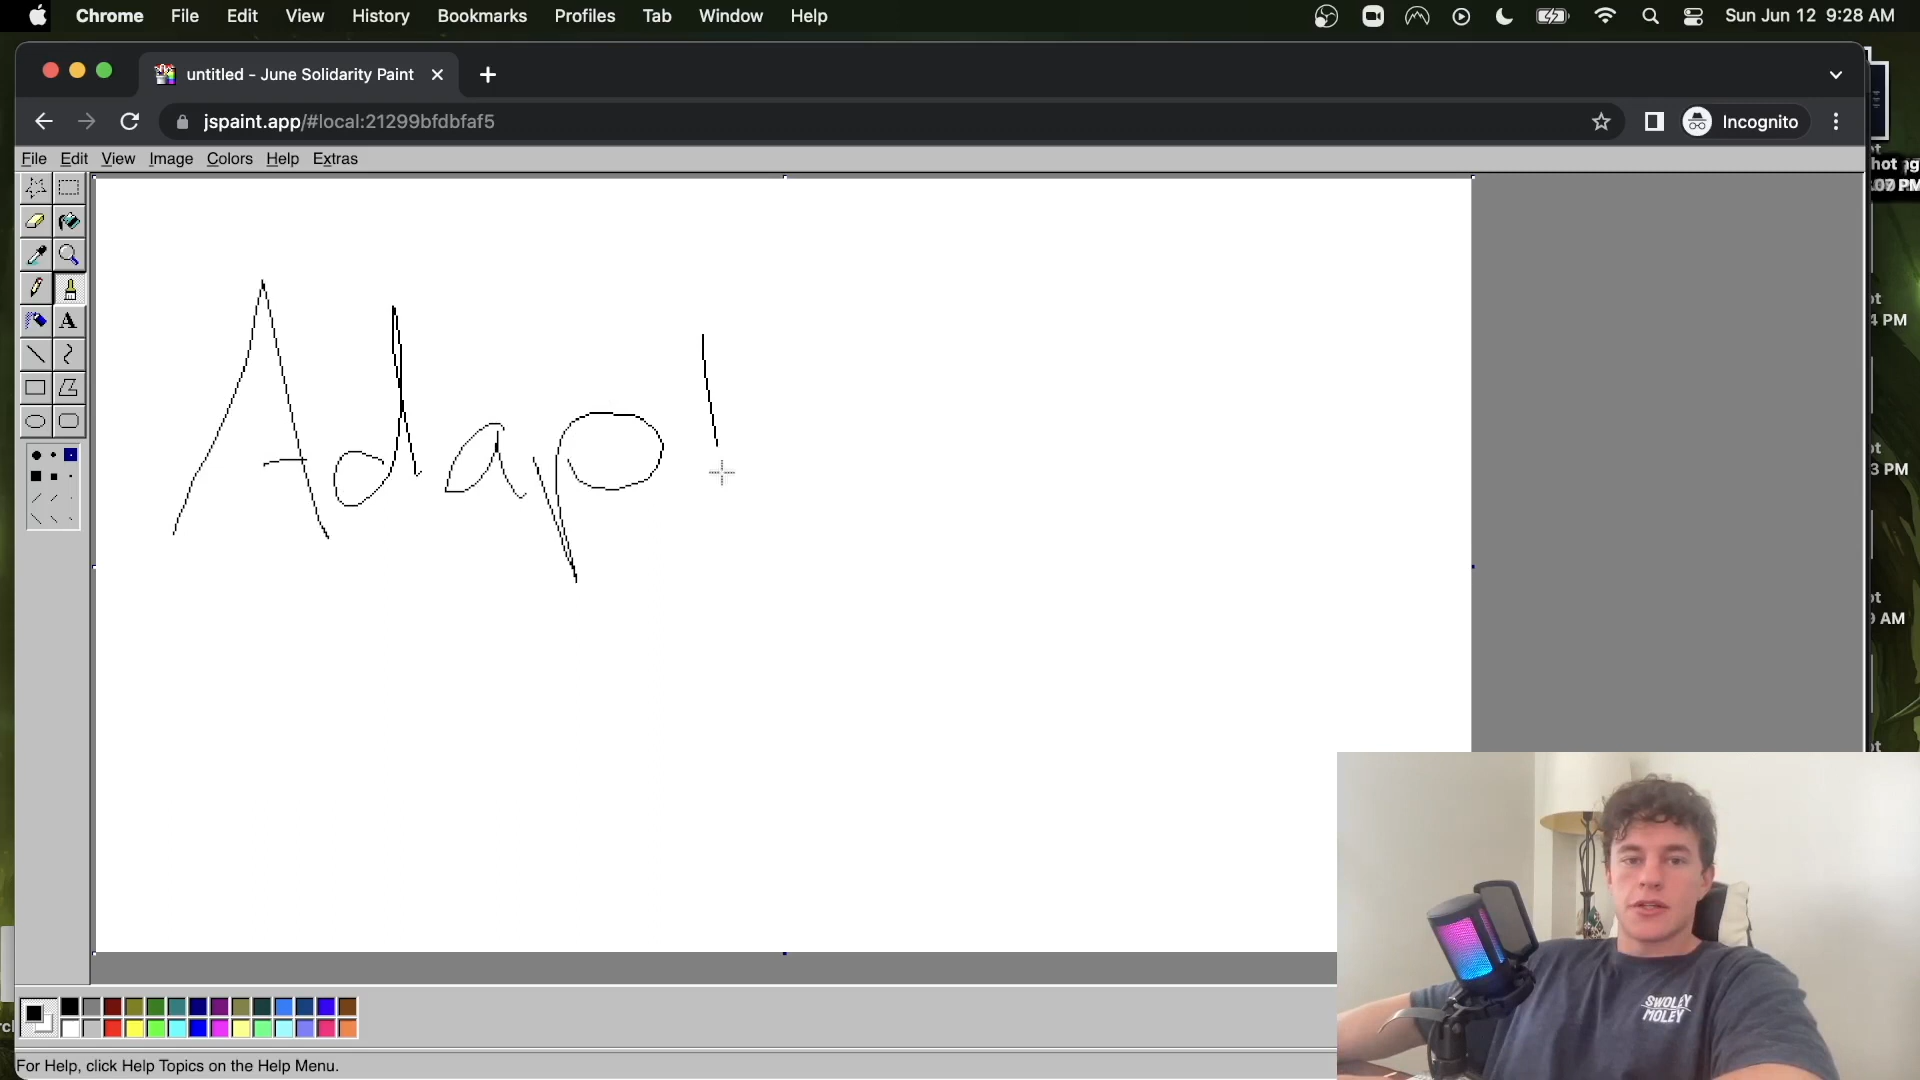 Chrome File Edit View History Bookmarks Profiles Tab Window Help Sun Jun 12 9:28 AM
untitled - June Solidarity Paint
jspaint.app/#local:21299bfdbfaf5 Incognito
File Edit View Image Colors Help Extras
A
Adap
SWOLEY
MOLEY
For Help, click Help Topics on the Help Menu.